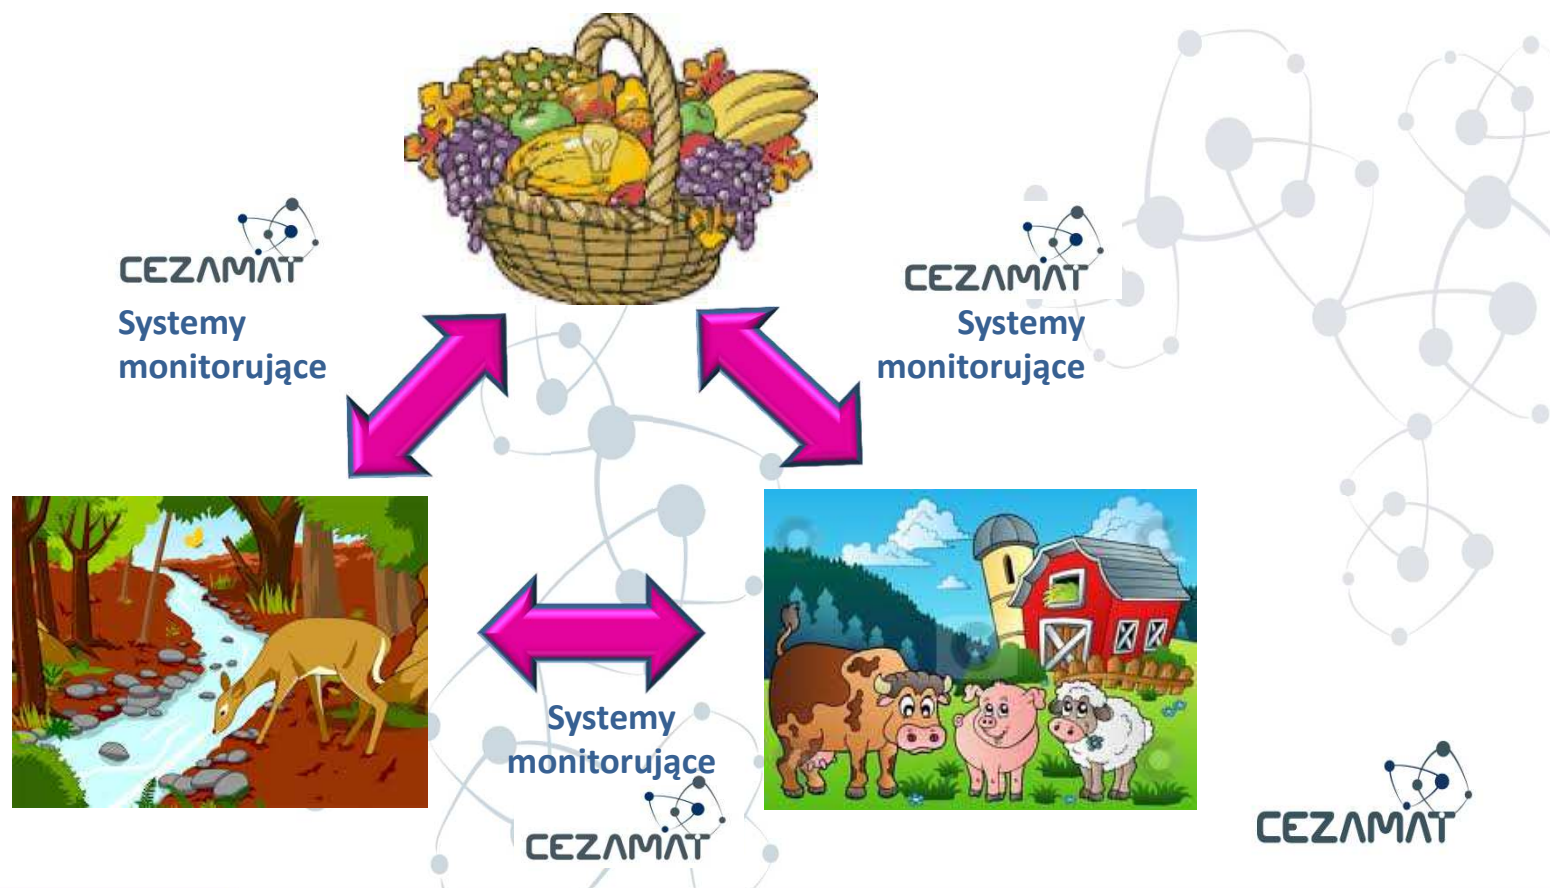 CEZAMAT
Systemy
monitorujące
CEZAMAT
Systemy
monitorujące
Systemy
monitorujące
CEZAMAT
CEZAMAT